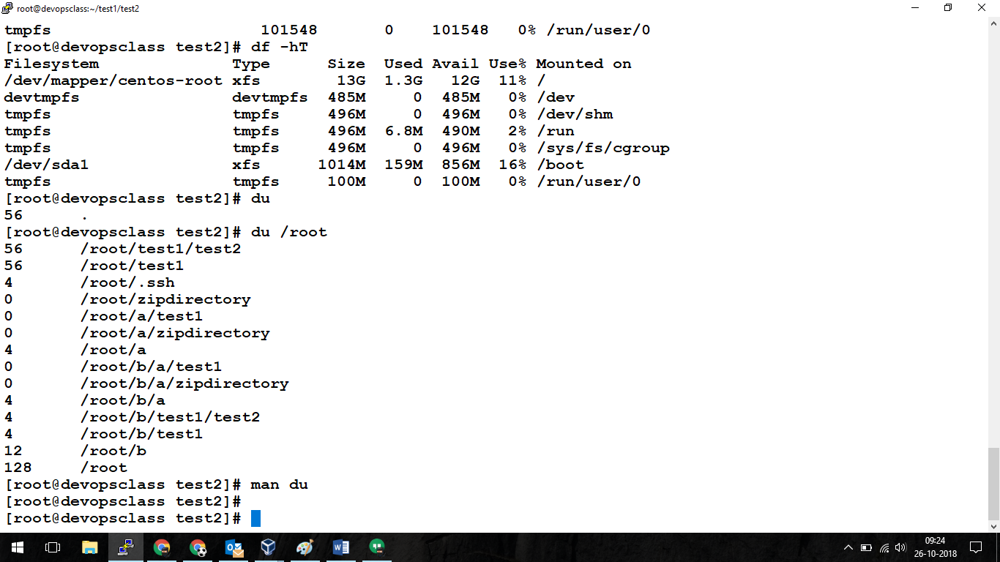 root@devopsclass:~/test1/test2
tmpfs 101548 0 101548 0% /run/user/0
[root@devopsclass test2]# df -hT
Filesystem Type Size Used Avail Use% Mounted on
/dev/mapper/centos-root xfs 13G 1.3G 12G 11% /
devtmpfs devtmpfs 485M 0 485M 0% /dev
tmpfs tmpfs 496M 0 496M 0% /dev/shm
tmpfs tmpfs 496M 6.8M 490M 2% /run
tmpfs tmpfs 496M 0 496M 0% /sys/fs/cgroup
/dev/sda1 xfs 1014M 159M 856M 16% /boot
tmpfs tmpfs 100M 0 100M 0% /run/user/0
[root@devopsclass test2]# du
56 .
[root@devopsclass test2]# du /root
56 /root/test1/test2
56 /root/test1
4 /root/.ssh
0 /root/zipdirectory
0 /root/a/test1
0 /root/a/zipdirectory
4 /root/a
0 /root/b/a/test1
0 /root/b/a/zipdirectory
4 /root/b/a
4 /root/b/test1/test2
4 /root/b/test1
12 /root/b
128 /root
[root@devopsclass test2]# man du
[root@devopsclass test2]#
[root@devopsclass test2]#
09:24
26-10-2018